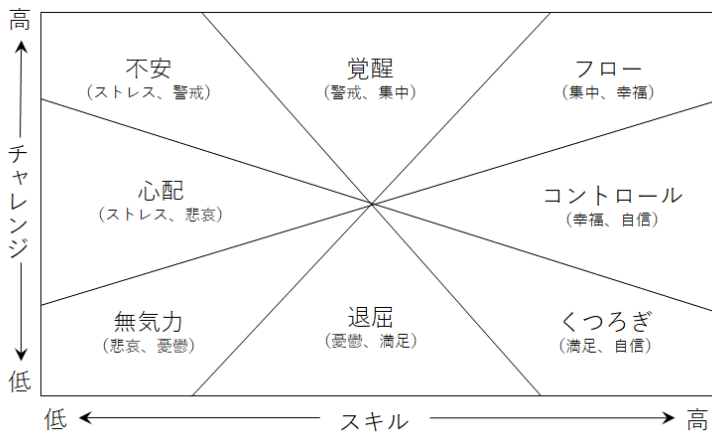 高
不安
(ストレス、警戒)
覚醒
(警戒、集中)
フロー
(集中、幸福)
チャレンジ
心配
(ストレス、悲哀)
コントロール
(幸福、自信)
無気力
(悲哀、憂鬱)
退屈
(憂鬱、満足)
くつろぎ
(満足、自信)
低
低
スキル
高